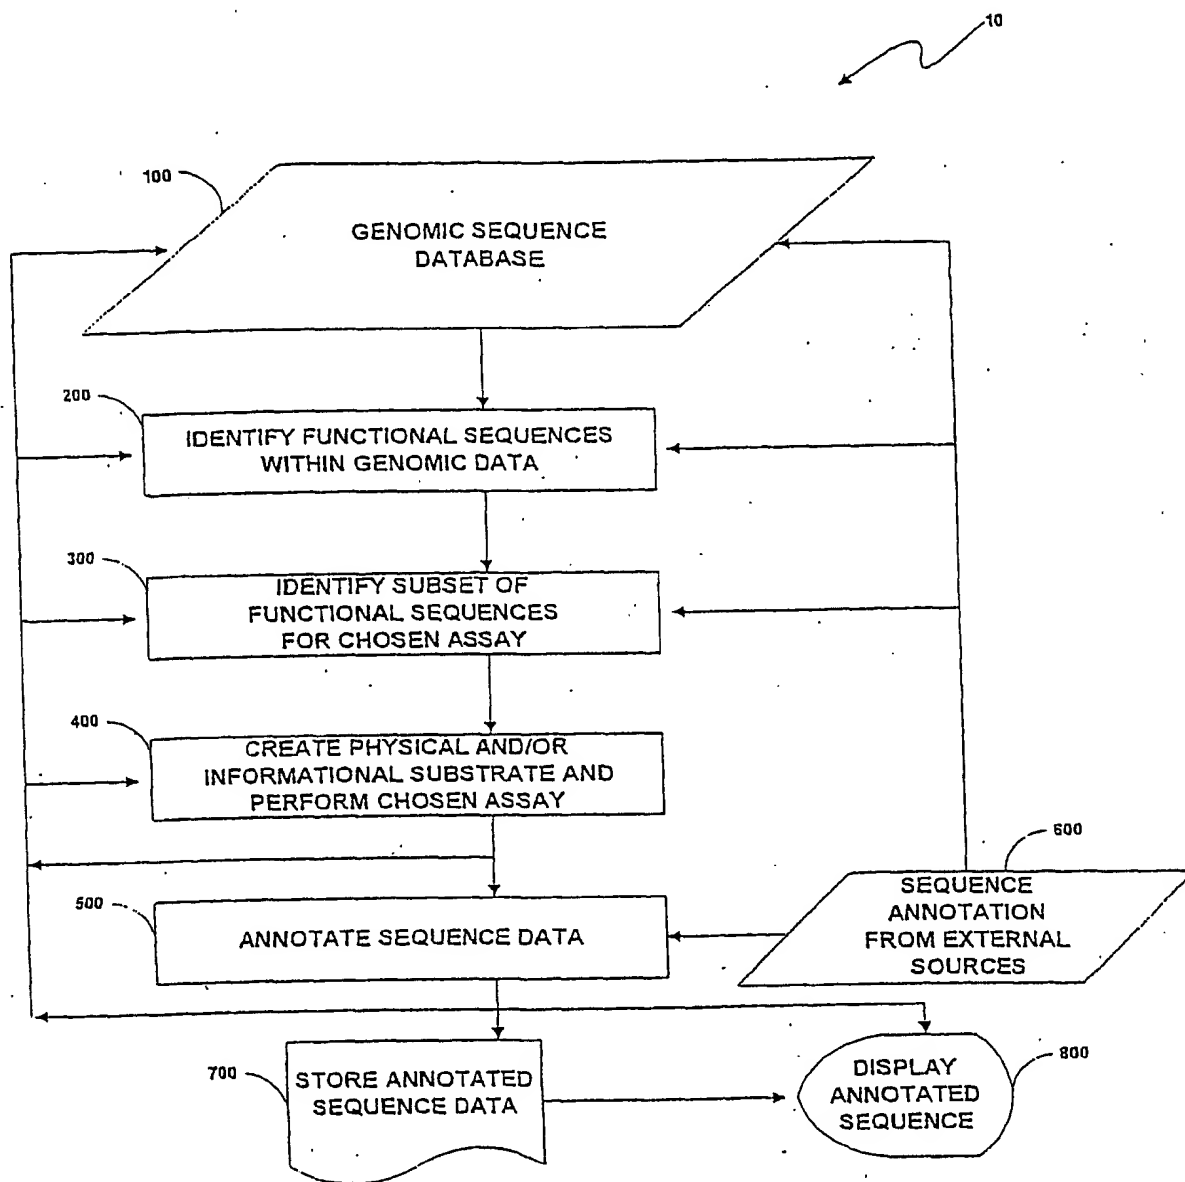 10
100
GENOMIC SEQUENCE
DATABASE
200
IDENTIFY FUNCTIONAL SEQUENCES
WITHIN GENOMIC DATA
300
IDENTIFY SUBSET OF
FUNCTIONAL SEQUENCES
FOR CHOSEN ASSAY
400
CREATE PHYSICAL AND/OR
INFORMATIONAL SUBSTRATE AND
PERFORM CHOSEN ASSAY
600
SEQUENCE
ANNOTATION
FROM EXTERNAL
SOURCES
500
ANNOTATE SEQUENCE DATA
700
STORE ANNOTATED
SEQUENCE DATA
800
DISPLAY
ANNOTATED
SEQUENCE